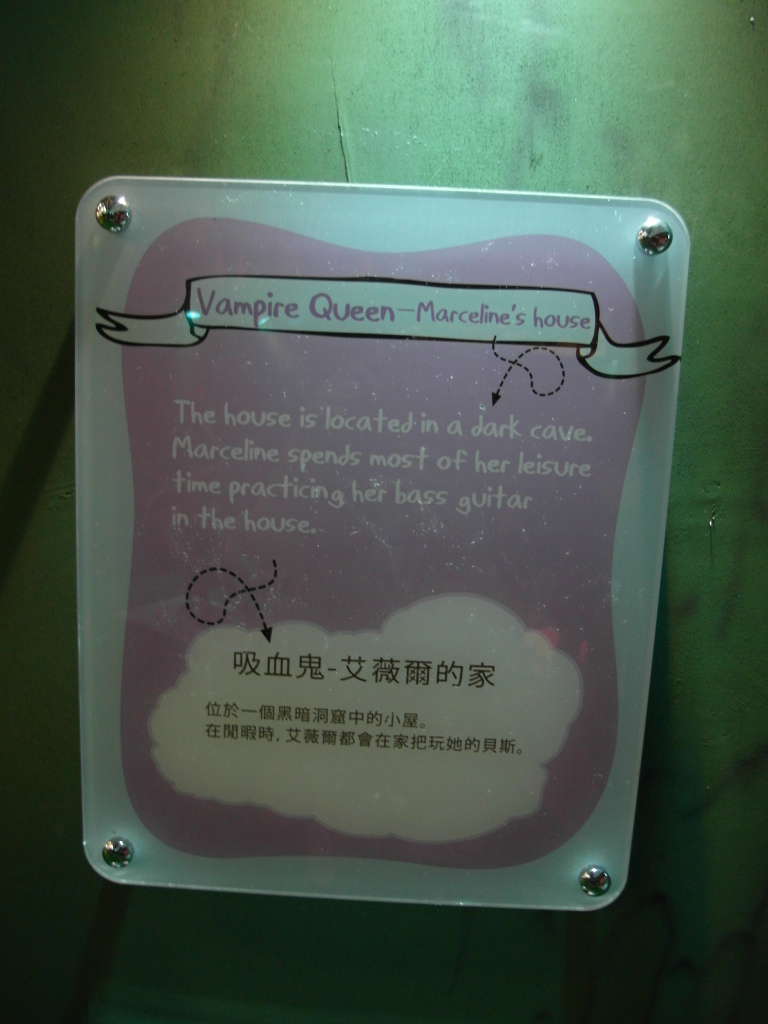 Vampire Queen-Marceline's house
The house is located in a dark cave.
Marceline spends most of her leisure
time practicing her bass guitar
in the house.
吸血鬼-艾薇爾的家
位於一個黑暗洞窟中的小屋。
在閒暇時, 艾薇爾都會在家把玩她的貝斯。